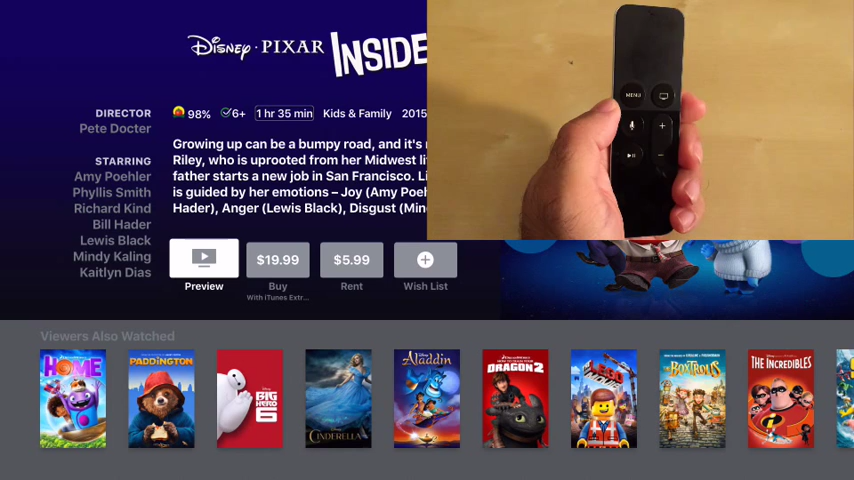 Disney · PIXAR INSIDE
DIRECTOR
Pete Docter
STARRING
Amy Poehler
Phyllis Smith
Richard Kind
Bill Hader
Lewis Black
Mindy Kaling
Kaitlyn Dias
98% 6+ 1 hr 35 min Kids & Family 2015
Growing up can be a bumpy road, and it's
Riley, who is uprooted from her Midwest
father starts a new job in San Francisco.
is guided by her emotions – Joy (Amy
Hader), Anger (Lewis Black), Disgust
$19.99
$5.99
Preview
Buy
With iTunes Extr...
Rent
Wish List
MENU
Viewers Also Watched
HOME
PADDINGTON
BIG
HERO
6
CINDERELLA
Disney
Aladdin
DRAGON 2
THE LEGO MOVIE
THE BOXTROLLS
THE INCREDIBLES